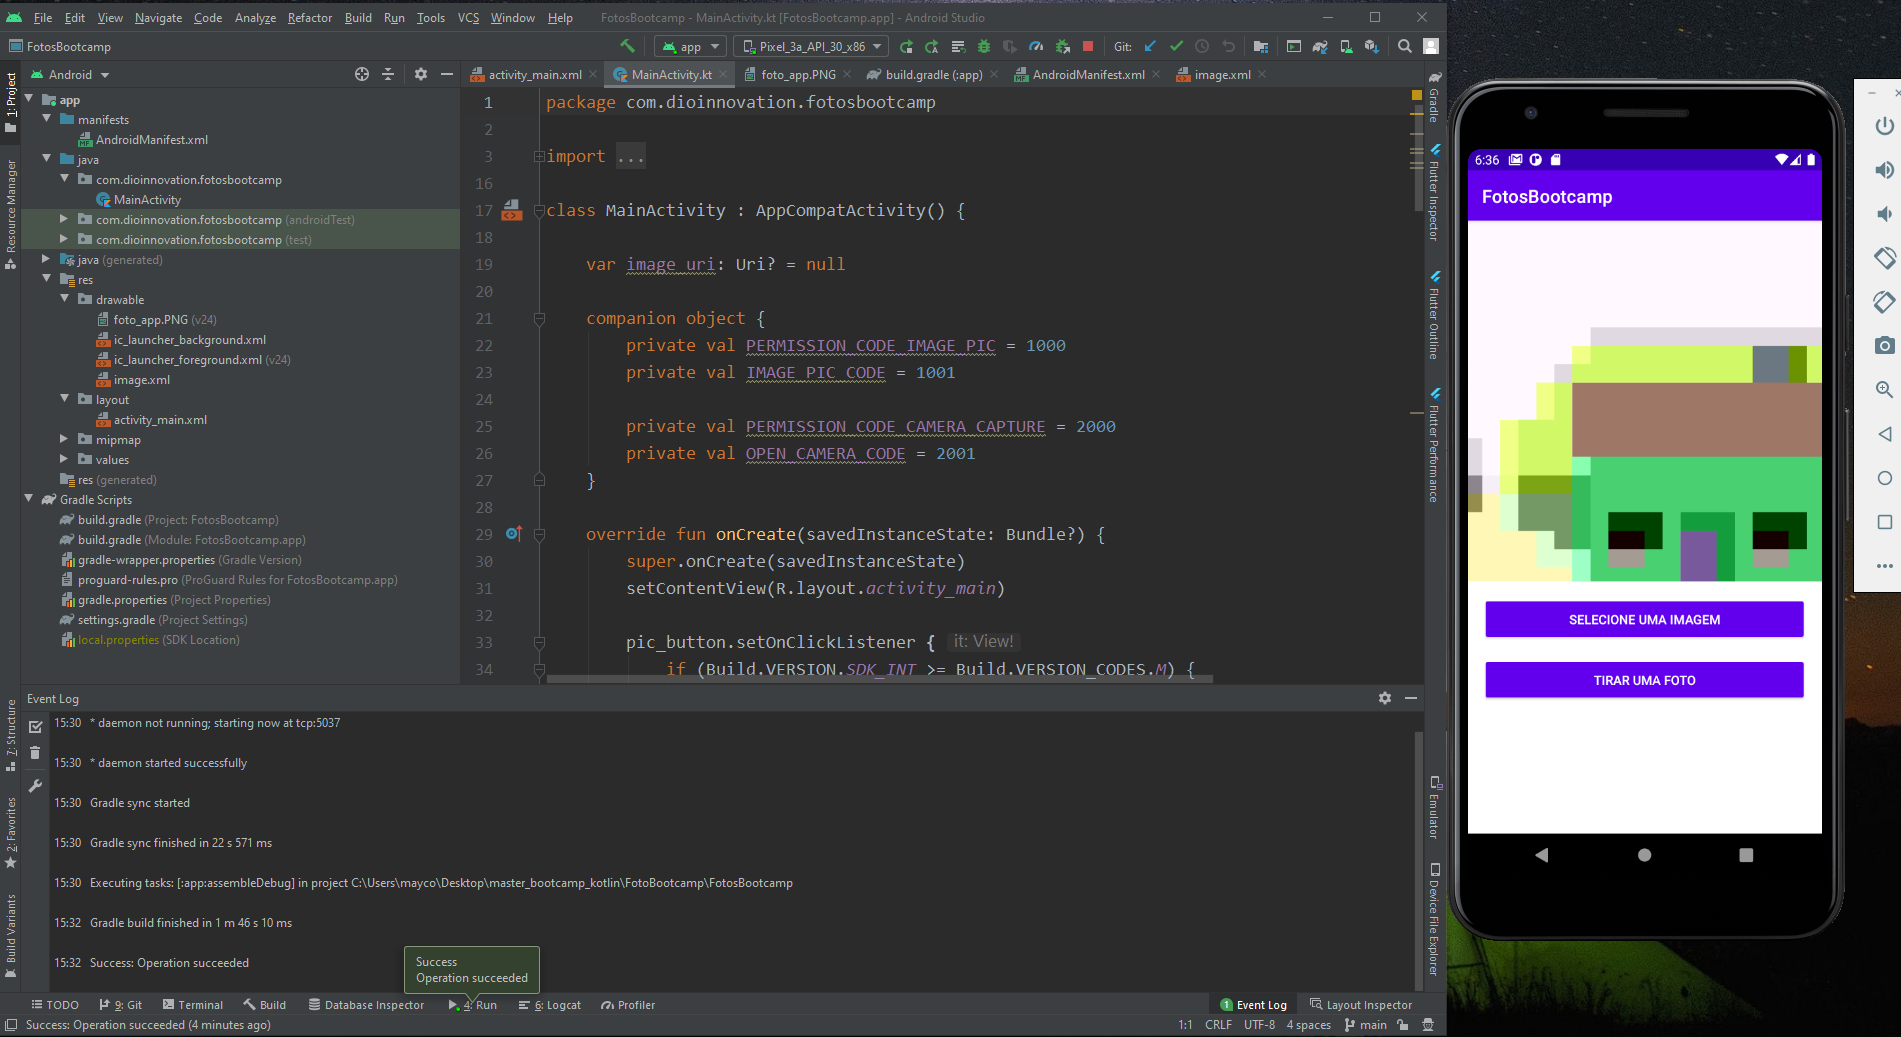 File Edit View Navigate Code Analyze Refactor Build Run Tools VCS Window Help FotosBootcamp - MainActivity.kt [FotosBootcamp.app] - Android Studio
FotosBootcamp app Pixel_3a_API_30_x86 Git:
Android
activity_main.xml MainActivity.kt foto_app.PNG build.gradle (:app) AndroidManifest.xml image.xml
1: Project
Resource Manager
7: Structure
2: Favorites
Build Variants
app
manifests
AndroidManifest.xml
java
com.dioinnovation.fotosbootcamp
MainActivity
com.dioinnovation.fotosbootcamp (androidTest)
com.dioinnovation.fotosbootcamp (test)
java (generated)
res
drawable
foto_app.PNG (v24)
ic_launcher_background.xml
ic_launcher_foreground.xml (v24)
image.xml
layout
activity_main.xml
mipmap
values
res (generated)
Gradle Scripts
build.gradle (Project: FotosBootcamp)
build.gradle (Module: FotosBootcamp.app)
gradle-wrapper.properties (Gradle Version)
proguard-rules.pro (ProGuard Rules for FotosBootcamp.app)
gradle.properties (Project Properties)
settings.gradle (Project Settings)
local.properties (SDK Location)
1 package com.dioinnovation.fotosbootcamp
2
3 import ...
16
17 class MainActivity : AppCompatActivity() {
18
19 var image_uri: Uri? = null
20
21 companion object {
22 private val PERMISSION_CODE_IMAGE_PIC = 1000
23 private val IMAGE_PIC_CODE = 1001
24
25 private val PERMISSION_CODE_CAMERA_CAPTURE = 2000
26 private val OPEN_CAMERA_CODE = 2001
27 }
28
29 override fun onCreate(savedInstanceState: Bundle?) {
30 super.onCreate(savedInstanceState)
31 setContentView(R.layout.activity_main)
32
33 pic_button.setOnClickListener { it: View!
34 if (Build.VERSION.SDK_INT >= Build.VERSION_CODES.M) {
Gradle
Flutter Inspector
Flutter Outline
Flutter Performance
Emulator
Device File Explorer
Event Log
15:30 * daemon not running; starting now at tcp:5037
15:30 * daemon started successfully
15:30 Gradle sync started
15:30 Gradle sync finished in 22 s 571 ms
15:30 Executing tasks: [:app:assembleDebug] in project C:\Users\mayco\Desktop\master_bootcamp_kotlin\FotoBootcamp\FotosBootcamp
15:32 Gradle build finished in 1 m 46 s 10 ms
15:32 Success: Operation succeeded
Success
Operation succeeded
TODO 9: Git Terminal Build Database Inspector 4: Run 6: Logcat Profiler 1 Event Log Layout Inspector
Success: Operation succeeded (4 minutes ago) 1:1 CRLF UTF-8 4 spaces main
6:36
FotosBootcamp
SELECIONE UMA IMAGEM
TIRAR UMA FOTO